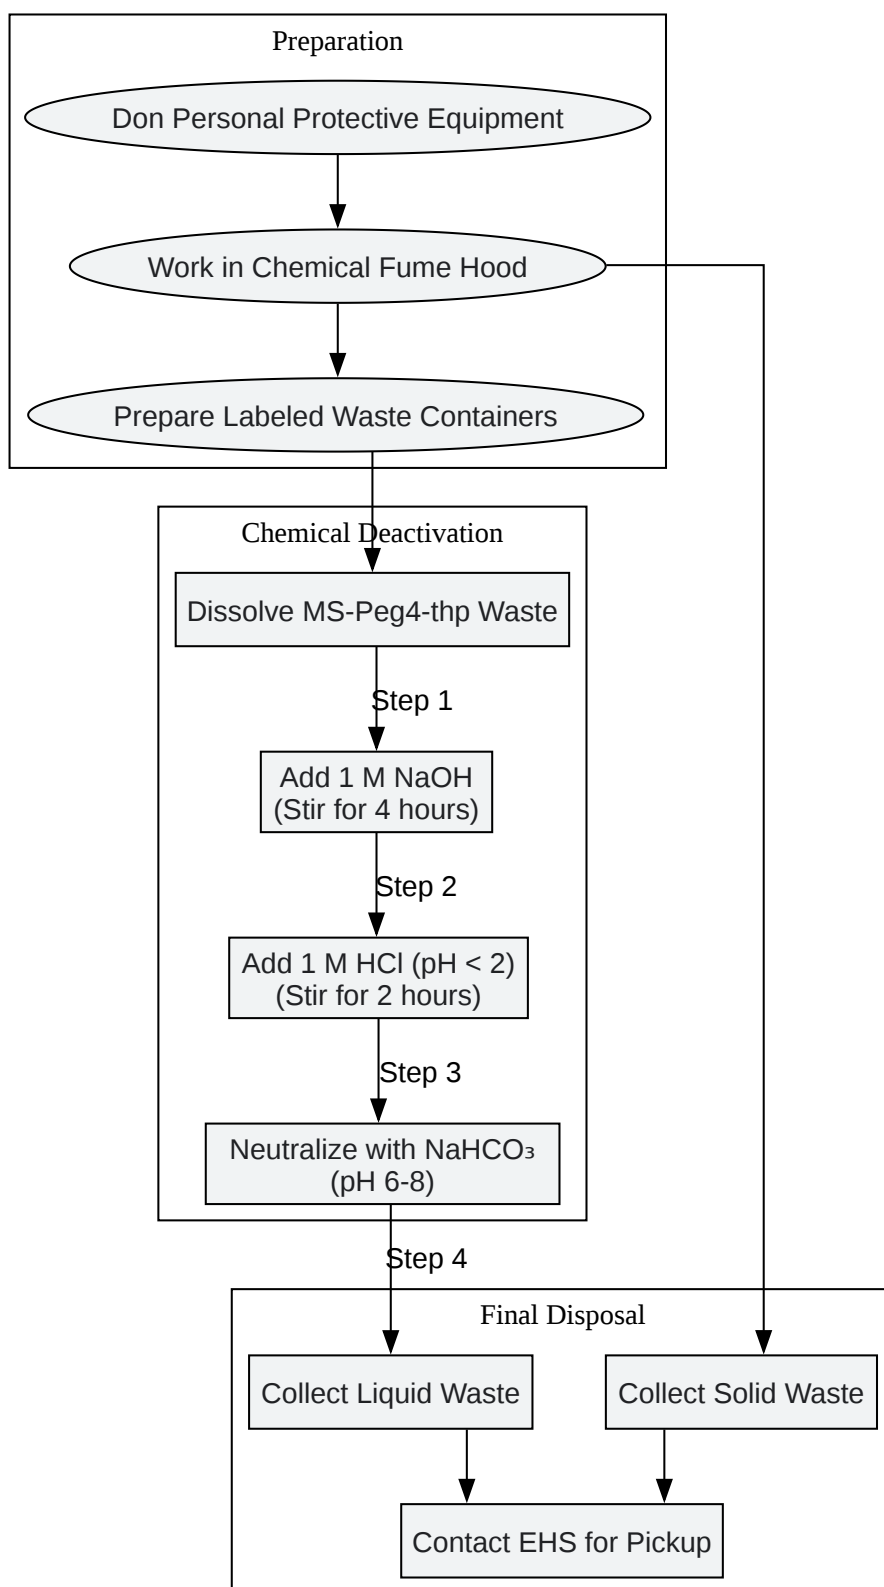 Preparation
Don Personal Protective Equipment
Work in Chemical Fume Hood
Prepare Labeled Waste Containers
Chemical Deactivation
Dissolve MS-Peg4-thp Waste
Step 1
Add 1 M NaOH
(Stir for 4 hours)
Step 2
Add 1 M HCl (pH < 2)
(Stir for 2 hours)
Step 3
Neutralize with NaHCO₃
(pH 6-8)
Step 4
Final Disposal
Collect Liquid Waste
Collect Solid Waste
Contact EHS for Pickup